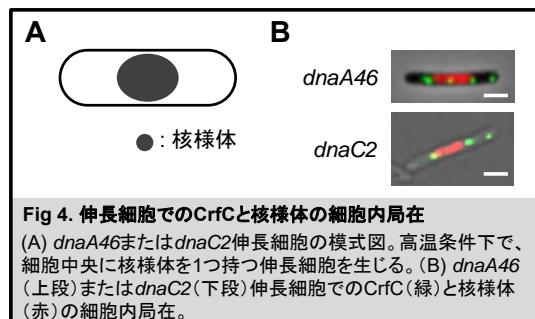 A
B
dnaA46
dnaC2
●: 核様体
Fig 4. 伸長細胞でのCrfCと核様体の細胞内局在
(A) dnaA46またはdnaC2伸長細胞の模式図。高温条件下で、
細胞中央に核様体を1つ持つ伸長細胞を生じる。(B) dnaA46
（上段）またはdnaC2（下段）伸長細胞でのCrfC（緑）と核様体
（赤）の細胞内局在。